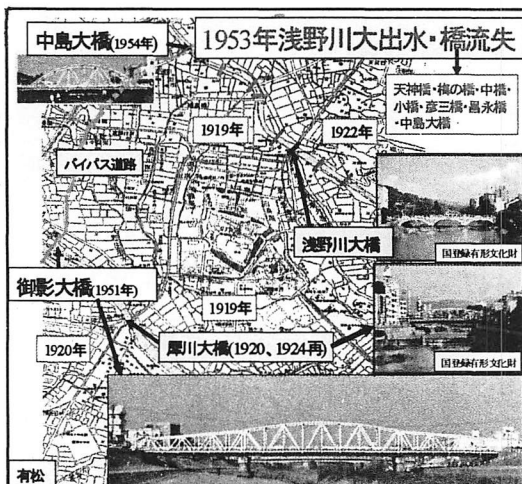 中島大橋(1954年)
1953年浅野川大出水・橋流失
天神橋・梅の橋・中橋・
小橋・彦三橋・昌永橋
・中島大橋
1919年
1922年
バイパス道路
浅野川大橋
国登録有形文化財
御影大橋(1951年)
1919年
1920年
犀川大橋(1920、1924再)
国登録有形文化財
有松